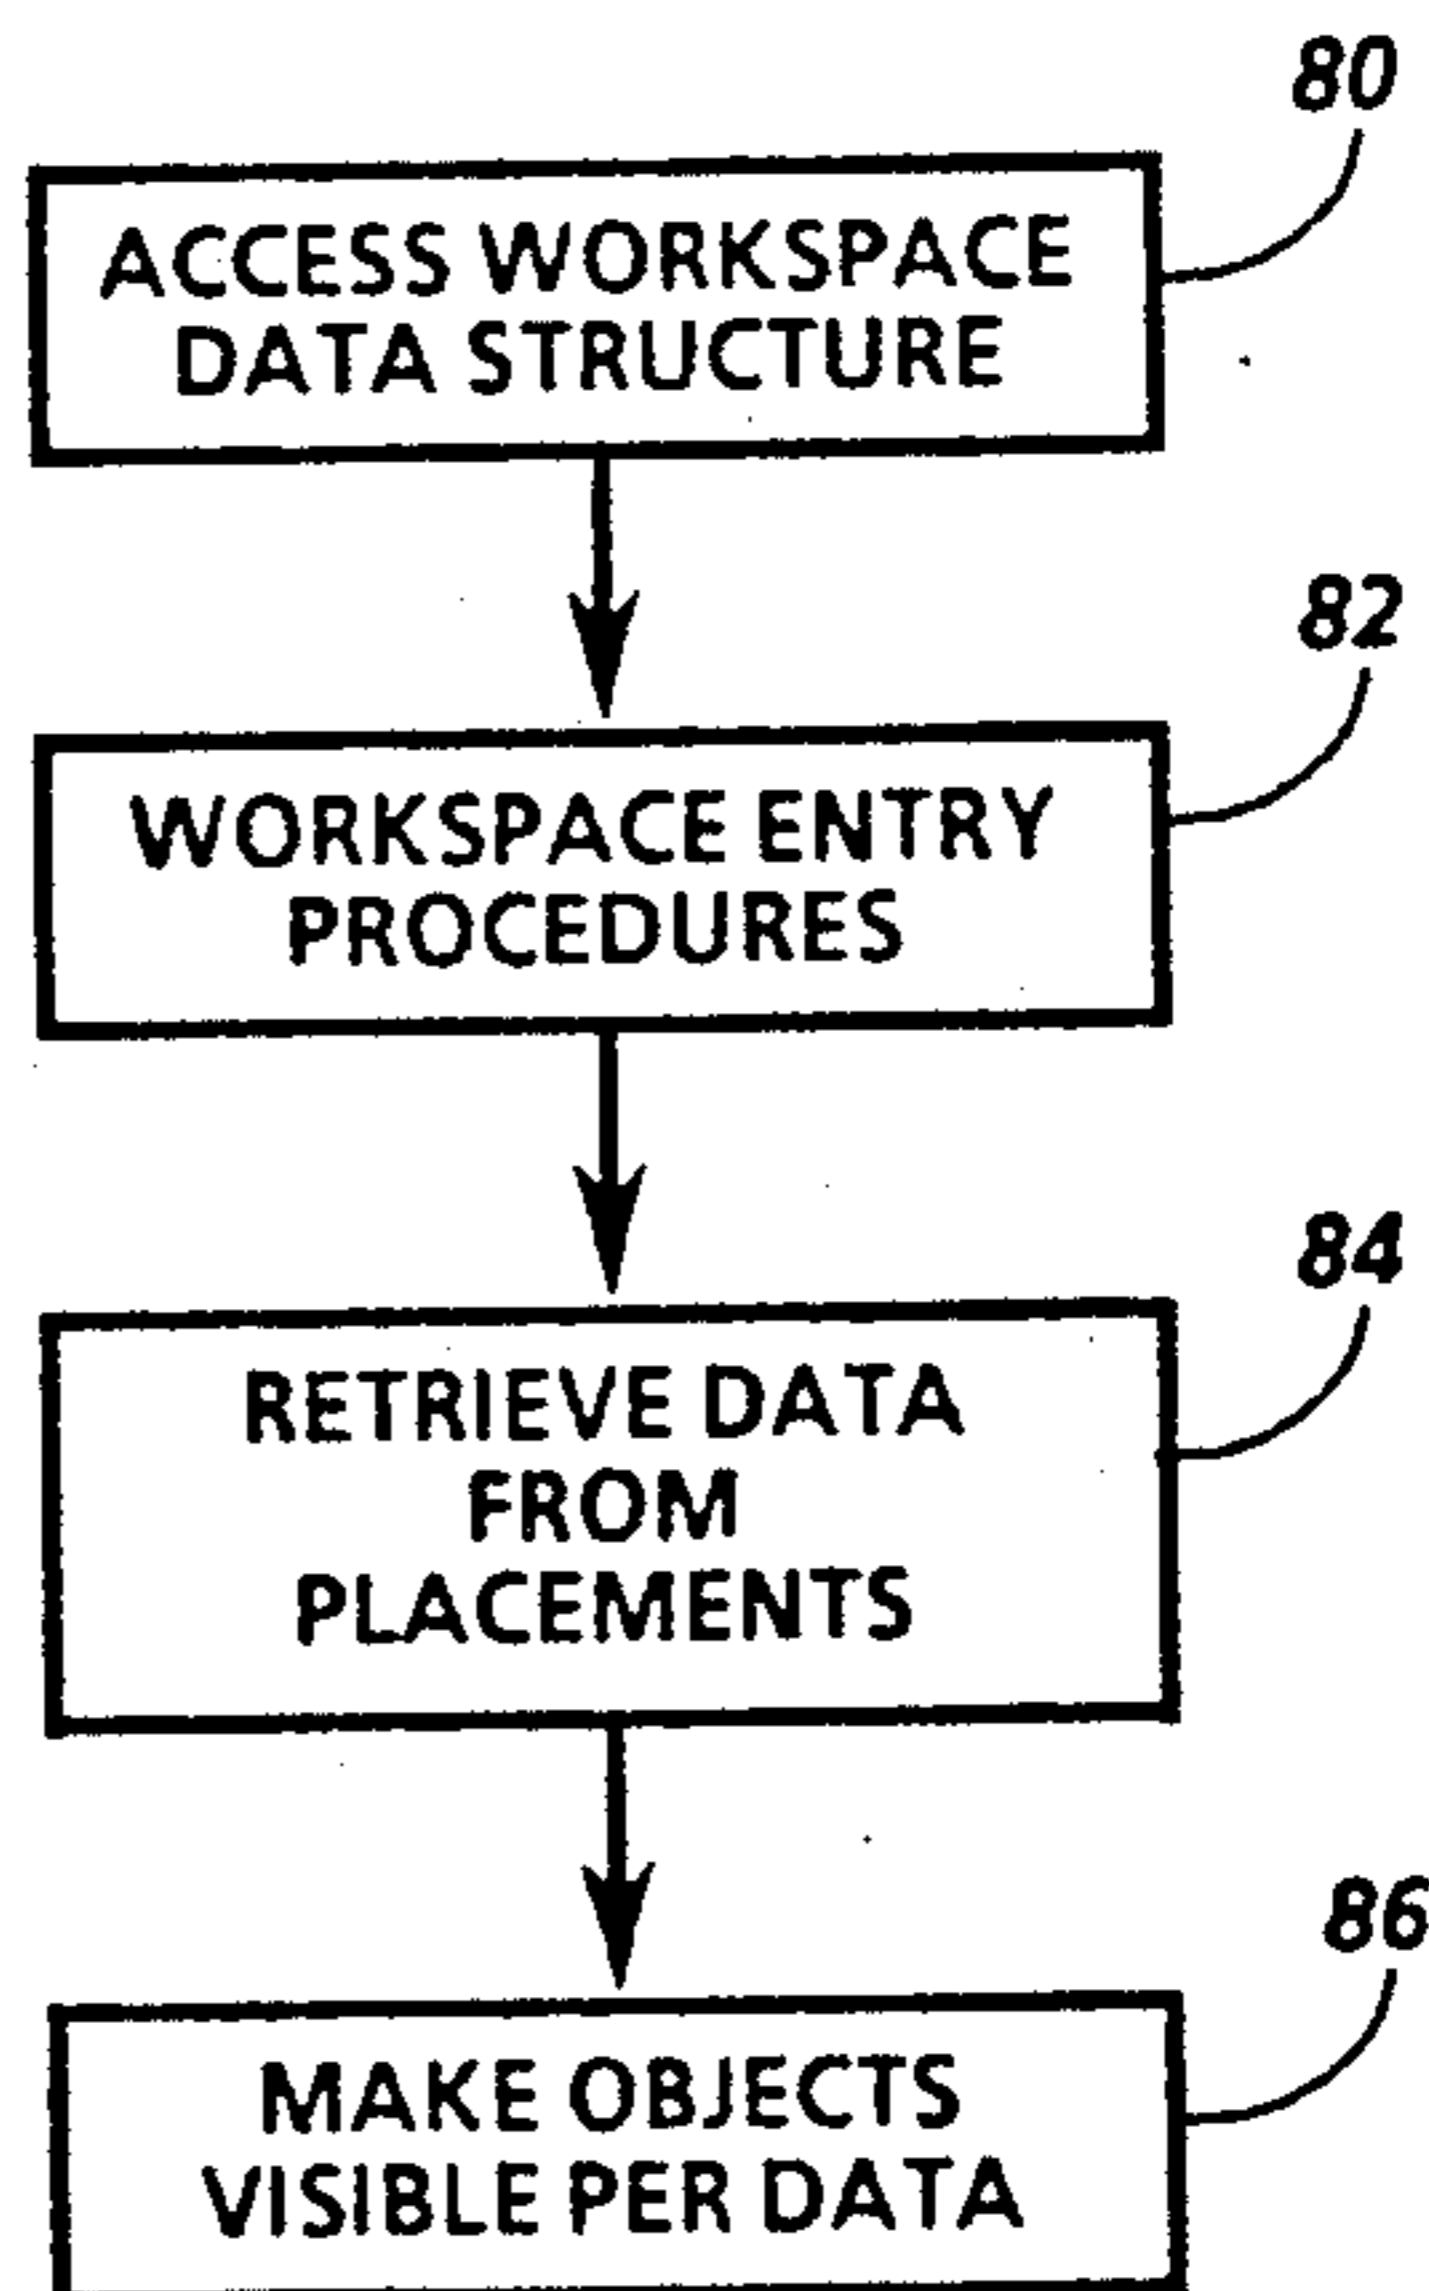 80
ACCESS WORKSPACE
DATA STRUCTURE
82
WORKSPACE ENTRY
PROCEDURES
84
RETRIEVE DATA
FROM
PLACEMENTS
86
MAKE OBJECTS
VISIBLE PER DATA